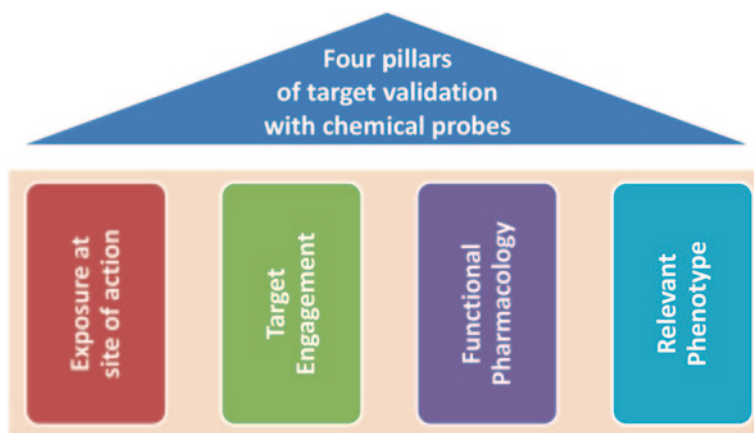 Four pillars
of target validation
with chemical probes
Exposure at
site of action
Target
Engagement
Functional
Pharmacology
Relevant
Phenotype